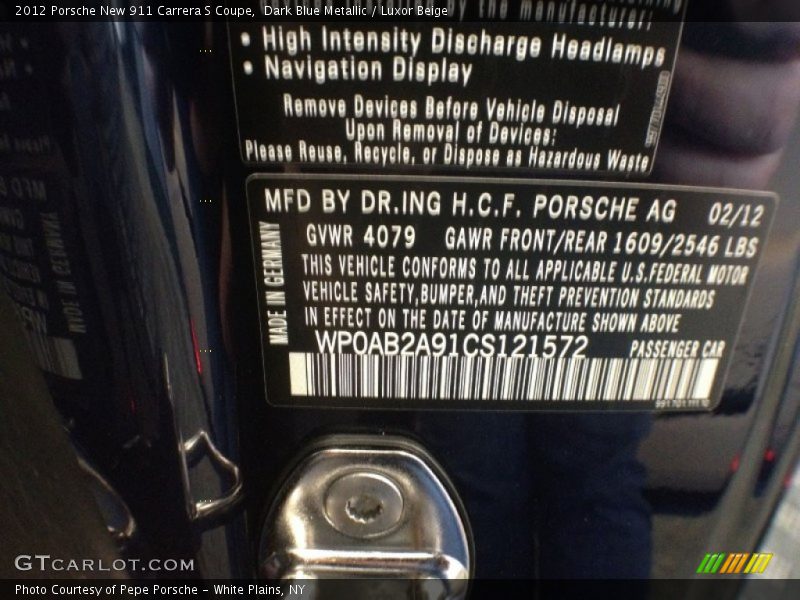 2012 Porsche New 911 Carrera S Coupe, Dark Blue Metallic / Luxor Beige
by the manufacturer:
• High Intensity Discharge Headlamps
• Navigation Display
Remove Devices Before Vehicle Disposal
Upon Removal of Devices:
Please Reuse, Recycle, or Dispose as Hazardous Waste
MFD BY DR.ING H.C.F. PORSCHE AG 02/12
GVWR 4079 GAWR FRONT/REAR 1609/2546 LBS
THIS VEHICLE CONFORMS TO ALL APPLICABLE U.S.FEDERAL MOTOR
VEHICLE SAFETY,BUMPER,AND THEFT PREVENTION STANDARDS
IN EFFECT ON THE DATE OF MANUFACTURE SHOWN ABOVE
WP0AB2A91CS121572 PASSENGER CAR
MADE IN GERMANY
GTCARLOT.COM
Photo Courtesy of Pepe Porsche – White Plains, NY